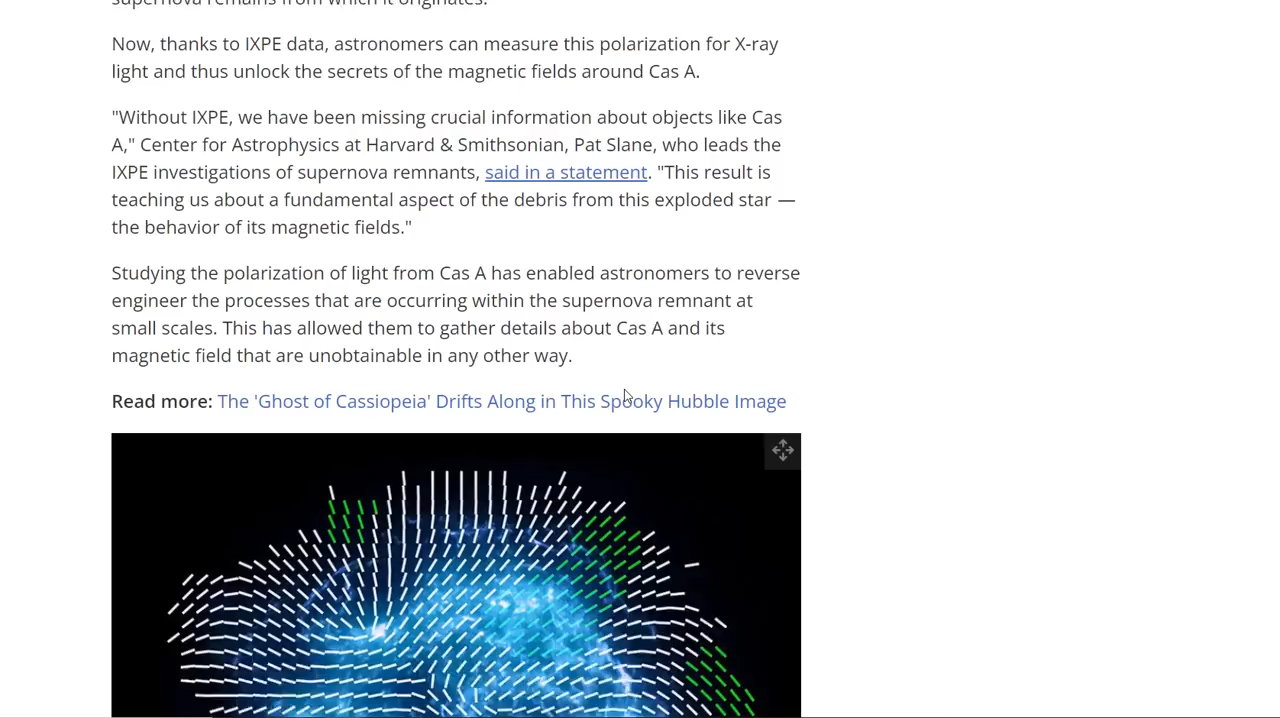 supernova remains from which it originates.
Now, thanks to IXPE data, astronomers can measure this polarization for X-ray
light and thus unlock the secrets of the magnetic fields around Cas A.
"Without IXPE, we have been missing crucial information about objects like Cas
A," Center for Astrophysics at Harvard & Smithsonian, Pat Slane, who leads the
IXPE investigations of supernova remnants, said in a statement. "This result is
teaching us about a fundamental aspect of the debris from this exploded star —
the behavior of its magnetic fields."
Studying the polarization of light from Cas A has enabled astronomers to reverse
engineer the processes that are occurring within the supernova remnant at
small scales. This has allowed them to gather details about Cas A and its
magnetic field that are unobtainable in any other way.
Read more: The 'Ghost of Cassiopeia' Drifts Along in This Spooky Hubble Image